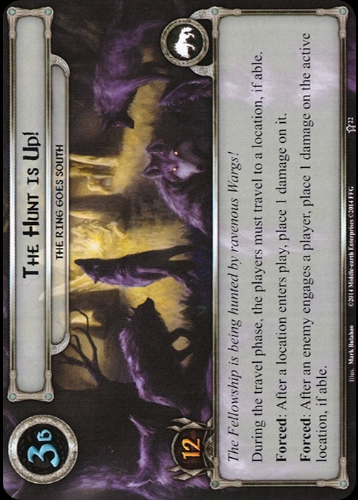 3B
THE HUNT IS UP!
THE RING GOES SOUTH
12
The Fellowship is being hunted by ravenous Wargs!
During the travel phase, the players must travel to a location, if able.
Forced: After a location enters play, place 1 damage on it.
Forced: After an enemy engages a player, place 1 damage on the active
location, if able.
Illus. Mark Bulahao ©2014 Middle-earth Enterprises ©2014 FFG 22